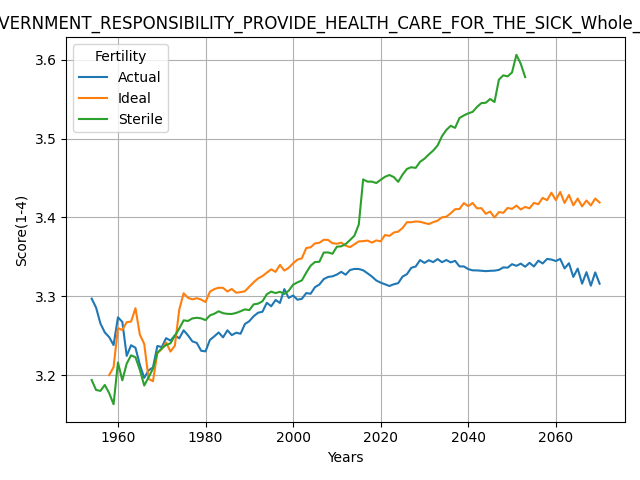 VERNMENT_RESPONSIBILITY_PROVIDE_HEALTH_CARE_FOR_THE_SICK_Whole_
Fertility
Actual
Ideal
Sterile
Score(1-4)
3.6
3.5
3.4
3.3
3.2
1960 1980 2000 2020 2040 2060
Years